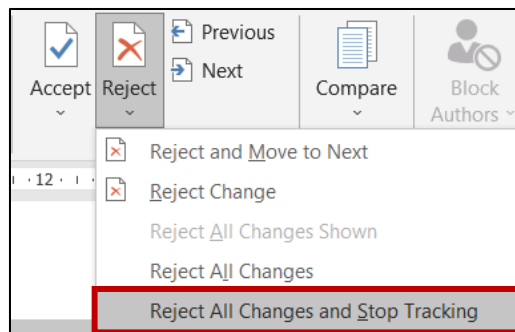 Accept
Reject
Previous
Next
Compare
Block
Authors
12
Reject and Move to Next
Reject Change
Reject All Changes Shown
Reject All Changes
Reject All Changes and Stop Tracking